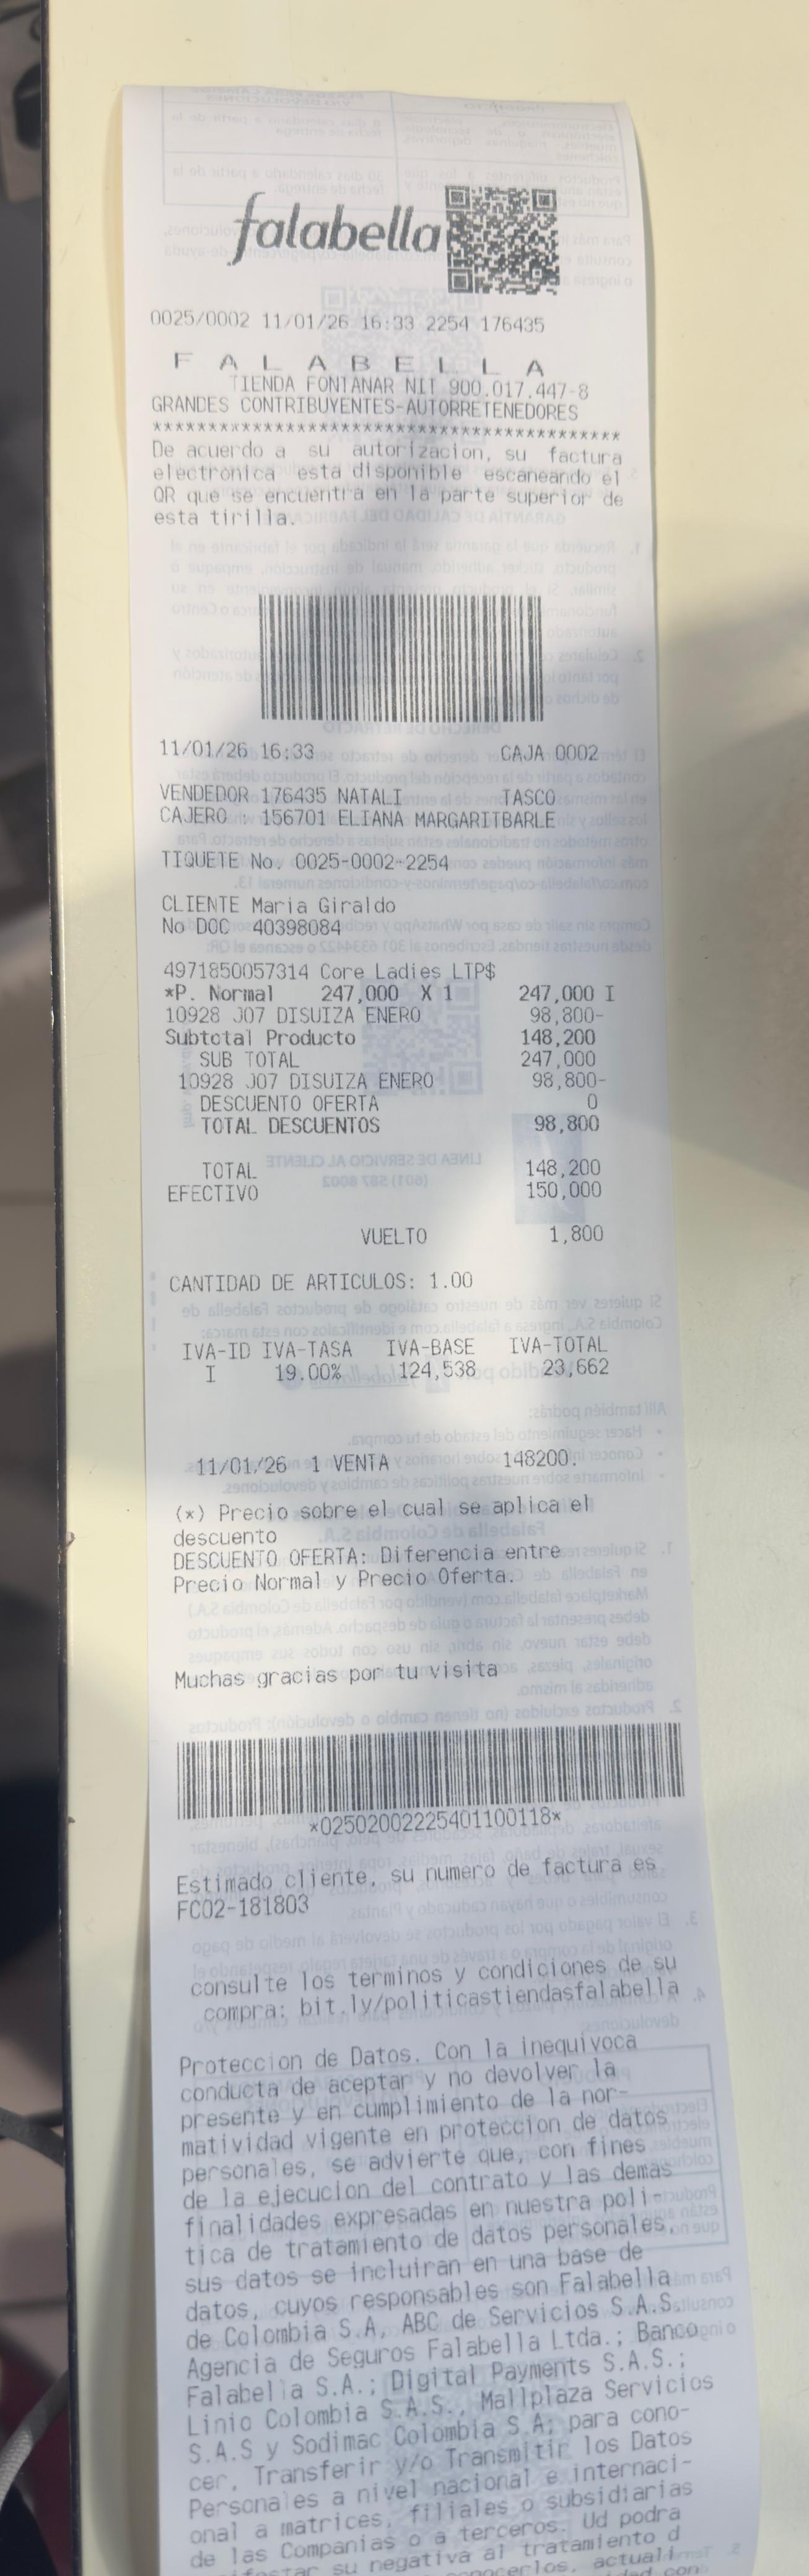 falabella
0025/0002 11/01/26 16:33 2254 176435
F A L A B E L L A
TIENDA FONTANAR NIT 900.017.447-8
GRANDES CONTRIBUYENTES-AUTORRETENEDORES
******************************************
De acuerdo a su autorizacion, su factura
electronica esta disponible escaneando el
QR que se encuentra en la parte superior de
esta tirilla.
11/01/26 16:33 CAJA 0002
VENDEDOR 176435 NATALI TASCO
CAJERO : 156701 ELIANA MARGARITBARLE
TIQUETE No. 0025-0002-2254
CLIENTE Maria Giraldo
No DOC 40398084
4971850057314 Core Ladies LTP$
*P. Normal 247,000 X 1 247,000 I
10928 J07 DISUIZA ENERO 98,800-
Subtotal Producto 148,200
SUB TOTAL 247,000
10928 J07 DISUIZA ENERO 98,800-
DESCUENTO OFERTA 0
TOTAL DESCUENTOS 98,800
TOTAL 148,200
EFECTIVO 150,000
VUELTO 1,800
CANTIDAD DE ARTICULOS: 1.00
IVA-ID IVA-TASA IVA-BASE IVA-TOTAL
I 19.00% 124,538 23,662
11/01/26 1 VENTA 148200.
(*) Precio sobre el cual se aplica el
descuento
DESCUENTO OFERTA: Diferencia entre
Precio Normal y Precio Oferta.
Muchas gracias por tu visita
*02502002225401100118*
Estimado cliente, su numero de factura es
FC02-181803
consulte los terminos y condiciones de su
compra: bit.ly/politicastiendasfalabella
Proteccion de Datos. Con la inequivoca
conducta de aceptar y no devolver la
presente y en cumplimiento de la nor-
matividad vigente en proteccion de datos
personales, se advierte que, con fines
de la ejecucion del contrato y las demas
finalidades expresadas en nuestra poli-
tica de tratamiento de datos personales,
sus datos se incluiran en una base de
datos, cuyos responsables son Falabella
de Colombia S.A, ABC de Servicios S.A.S
Agencia de Seguros Falabella Ltda.; Banco
Falabella S.A.; Digital Payments S.A.S.;
Linio Colombia S.A.S., Mallplaza Servicios
S.A.S y Sodimac Colombia S.A; para cono-
cer, Transferir y/o Transmitir los Datos
Personales a nivel nacional e internaci-
onal a matrices, filiales o subsidiarias
de las Companias o a terceros. Ud podra
su negativa al tratamiento d